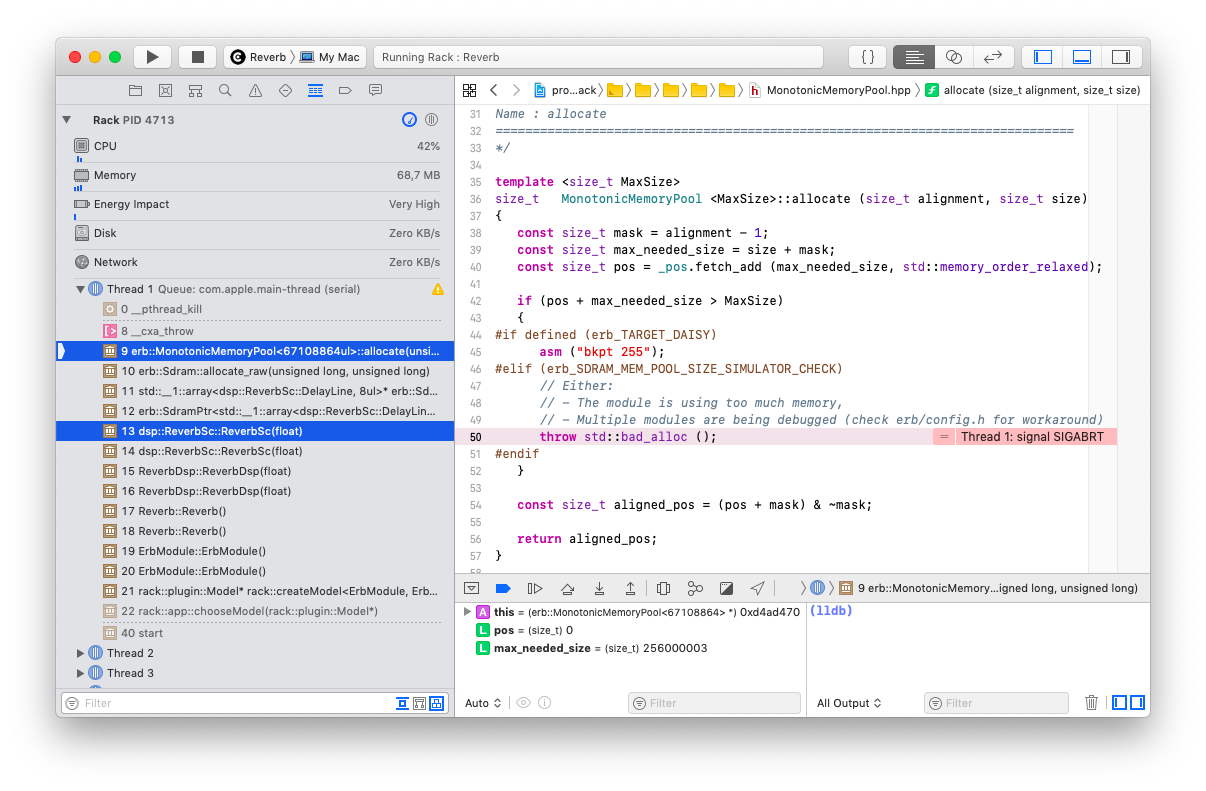 Reverb
My Mac
Running Rack : Reverb
{ }
Rack PID 4713
CPU
42%
Memory
68,7 MB
Energy Impact
Very High
Disk
Zero KB/s
Network
Zero KB/s
Thread 1 Queue: com.apple.main-thread (serial)
0 __pthread_kill
8 __cxa_throw
9 erb::MonotonicMemoryPool<67108864ul>::allocate(unsi...
10 erb::Sdram::allocate_raw(unsigned long, unsigned long)
11 std::__1::array<dsp::ReverbSc::DelayLine, 8ul>* erb::Sd...
12 erb::SdramPtr<std::__1::array<dsp::ReverbSc::DelayLin...
13 dsp::ReverbSc::ReverbSc(float)
14 dsp::ReverbSc::ReverbSc(float)
15 ReverbDsp::ReverbDsp(float)
16 ReverbDsp::ReverbDsp(float)
17 Reverb::Reverb()
18 Reverb::Reverb()
19 ErbModule::ErbModule()
20 ErbModule::ErbModule()
21 rack::plugin::Model* rack::createModel<ErbModule, Erb...
22 rack::app::chooseModel(rack::plugin::Model*)
40 start
Thread 2
Thread 3
Filter
pro...ack
h MonotonicMemoryPool.hpp
f allocate (size_t alignment, size_t size)
31 Name : allocate
32 ==============================================================================
33 */
34
35 template <size_t MaxSize>
36 size_t   MonotonicMemoryPool <MaxSize>::allocate (size_t alignment, size_t size)
37 {
38    const size_t mask = alignment - 1;
39    const size_t max_needed_size = size + mask;
40    const size_t pos = _pos.fetch_add (max_needed_size, std::memory_order_relaxed);
41
42    if (pos + max_needed_size > MaxSize)
43    {
44 #if defined (erb_TARGET_DAISY)
45       asm ("bkpt 255");
46 #elif (erb_SDRAM_MEM_POOL_SIZE_SIMULATOR_CHECK)
47       // Either:
48       // - The module is using too much memory,
49       // - Multiple modules are being debugged (check erb/config.h for workaround)
50       throw std::bad_alloc ();
= Thread 1: signal SIGABRT
51 #endif
52    }
53
54    const size_t aligned_pos = (pos + mask) & ~mask;
55
56    return aligned_pos;
57 }
58
9 erb::MonotonicMemory...igned long, unsigned long)
A this = (erb::MonotonicMemoryPool<67108864> *) 0xd4ad470
L pos = (size_t) 0
L max_needed_size = (size_t) 256000003
(lldb)
Auto
Filter
All Output
Filter